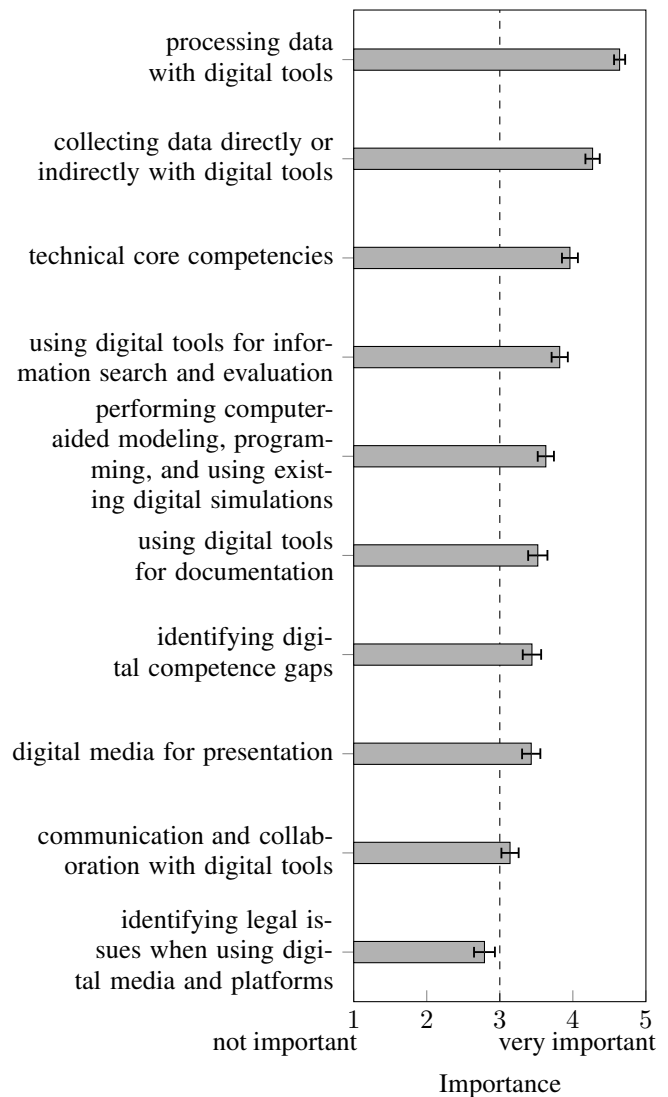 processing data
with digital tools
collecting data directly or
indirectly with digital tools
technical core competencies
using digital tools for infor-
mation search and evaluation
performing computer-
aided modeling, program-
ming, and using exist-
ing digital simulations
using digital tools
for documentation
identifying digi-
tal competence gaps
digital media for presentation
communication and collab-
oration with digital tools
identifying legal is-
sues when using digi-
tal media and platforms
1 2 3 4 5
not important very important
Importance